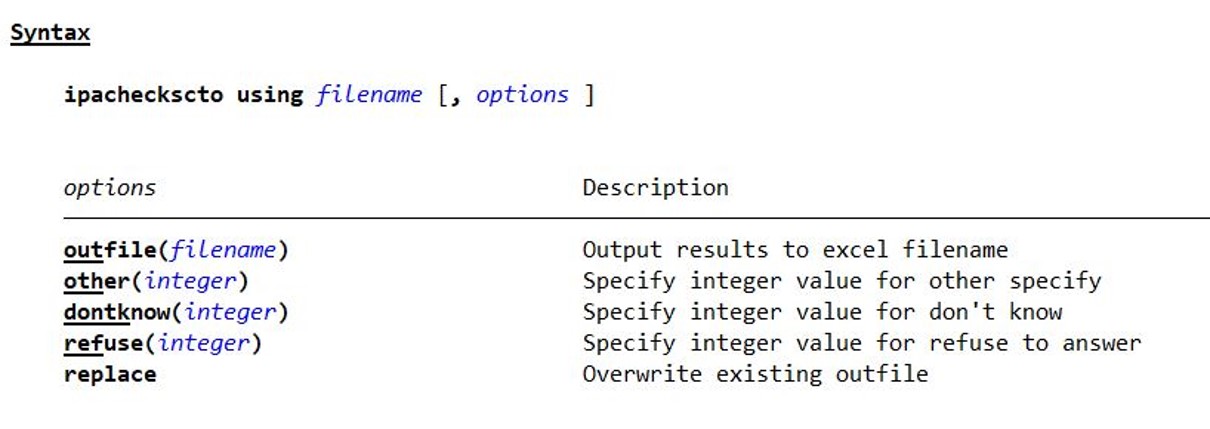 Syntax
ipacheckscto using filename [, options ]
options Description
outfile(filename) Output results to excel filename
other(integer) Specify integer value for other specify
dontknow(integer) Specify integer value for don't know
refuse(integer) Specify integer value for refuse to answer
replace Overwrite existing outfile